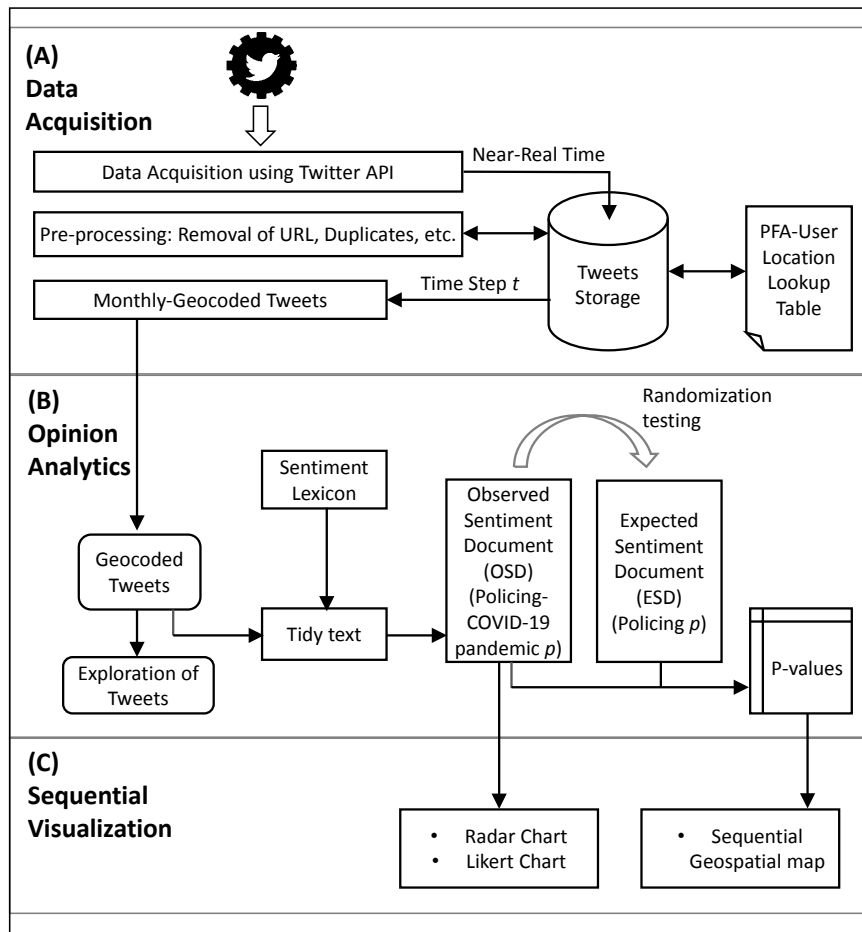 (A)
Data
Acquisition
Data Acquisition using Twitter API
Near-Real Time
Pre-processing: Removal of URL, Duplicates, etc.
Tweets
Storage
PFA-User
Location
Lookup
Table
Time Step t
Monthly-Geocoded Tweets
(B)
Opinion
Analytics
Randomization
testing
Sentiment
Lexicon
Observed
Sentiment
Document
(OSD)
(Policing-
COVID-19
pandemic p)
Expected
Sentiment
Document
(ESD)
(Policing p)
Geocoded
Tweets
Tidy text
Exploration of
Tweets
P-values
(C)
Sequential
Visualization
• Radar Chart
• Likert Chart
• Sequential
Geospatial map